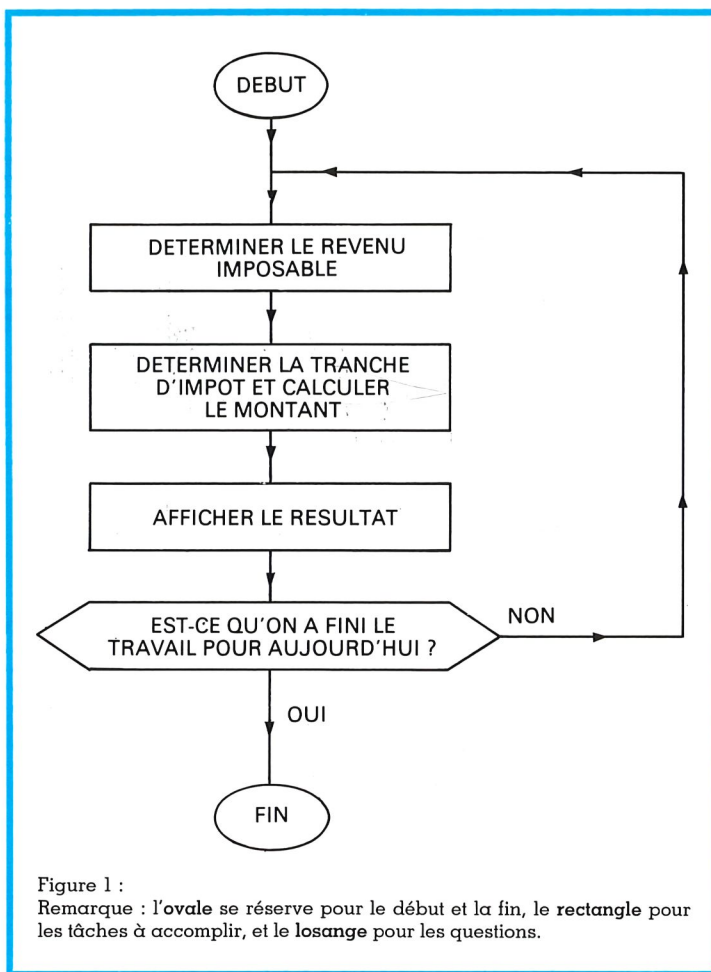 DEBUT
DETERMINER LE REVENU
IMPOSABLE
DETERMINER LA TRANCHE
D'IMPOT ET CALCULER
LE MONTANT
AFFICHER LE RESULTAT
EST-CE QU'ON A FINI LE
TRAVAIL POUR AUJOURD'HUI ?
NON
OUI
FIN
Figure 1 :
Remarque : l'ovale se réserve pour le début et la fin, le rectangle pour
les tâches à accomplir, et le losange pour les questions.